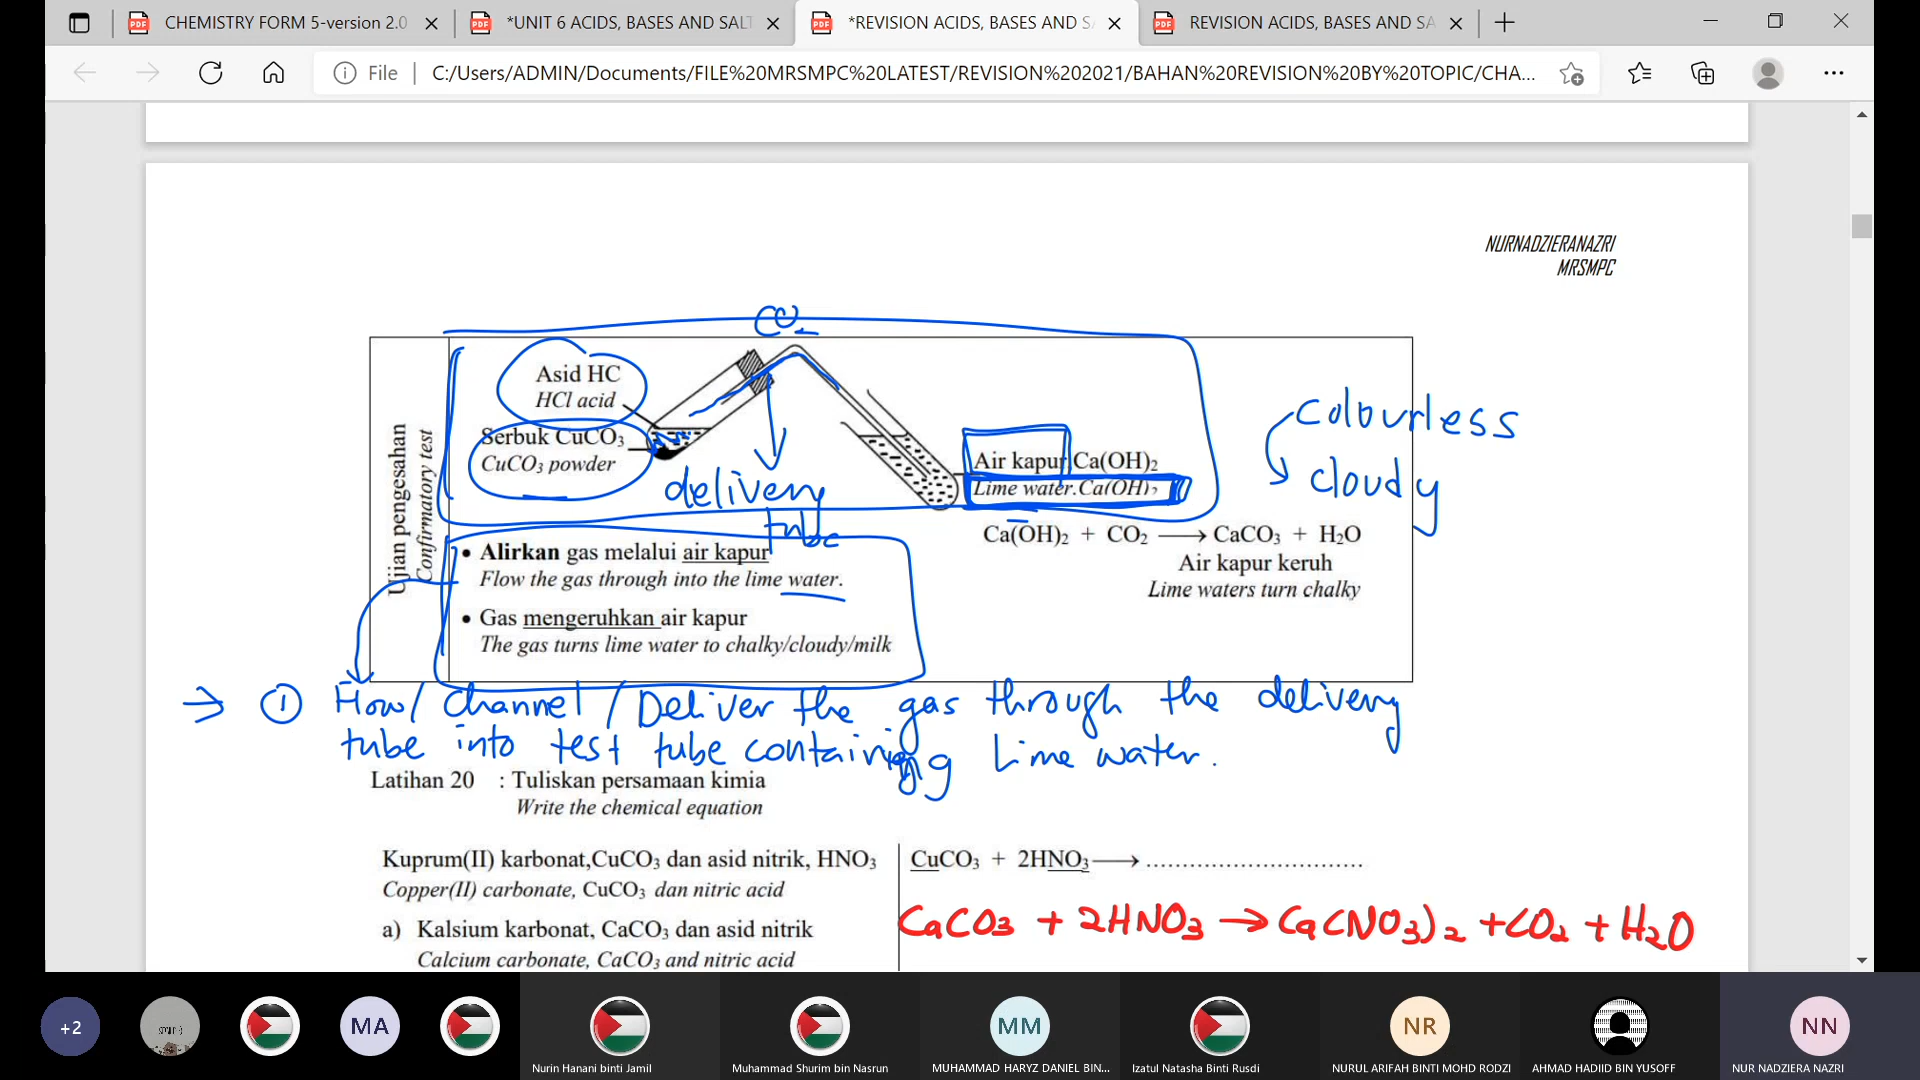 CHEMISTRY FORM 5-version 2.0
*UNIT 6 ACIDS, BASES AND SALT
*REVISION ACIDS, BASES AND SA
REVISION ACIDS, BASES AND SA
File
C:/Users/ADMIN/Documents/FILE%20MRSMPC%20LATEST/REVISION%202021/BAHAN%20REVISION%20BY%20TOPIC/CHA...
NURNADZIERANAZRI
MRSMPC
CO2
Ujian pengesahan
Confirmatory test
Asid HC
HCl acid
Serbuk CuCO3
CuCO3 powder
delivery
tube
Air kapur,Ca(OH)2
Lime water.Ca(OH)2
colourless
cloudy
Ca(OH)2 + CO2 → CaCO3 + H2O
Air kapur keruh
Lime waters turn chalky
• Alirkan gas melalui air kapur
Flow the gas through into the lime water.
• Gas mengeruhkan air kapur
The gas turns lime water to chalky/cloudy/milk
→ ① Flow/ channel / Deliver the gas through the delivery
tube into test tube containing Lime water.
Latihan 20 : Tuliskan persamaan kimia
Write the chemical equation
Kuprum(II) karbonat,CuCO3 dan asid nitrik, HNO3
Copper(II) carbonate, CuCO3 dan nitric acid
CuCO3 + 2HNO3 → ..............................
a) Kalsium karbonat, CaCO3 dan asid nitrik
Calcium carbonate, CaCO3 and nitric acid
CaCO3 + 2HNO3 → Ca(NO3)2 + CO2 + H2O
+2
MA
MM
NR
NN
Nurin Hanani binti Jamil
Muhammad Shurim bin Nasrun
MUHAMMAD HARYZ DANIEL BIN...
Izatul Natasha Binti Rusdi
NURUL ARIFAH BINTI MOHD RODZI
AHMAD HADIID BIN YUSOFF
NUR NADZIERA NAZRI